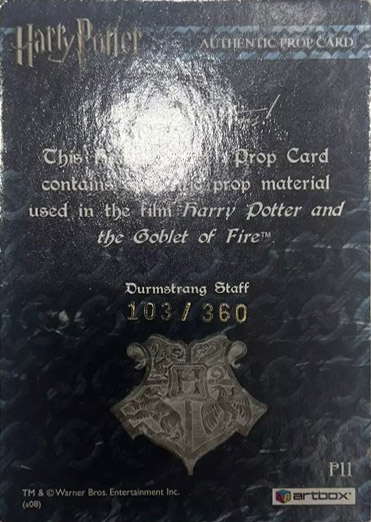 Harry Potter
AUTHENTIC PROP CARD
This Prop Card
contains prop material
used in the film Harry Potter and
the Goblet of Fire™
Durmstrang Staff
103/360
TM & © Warner Bros. Entertainment Inc.
(s08)
P11
artbox